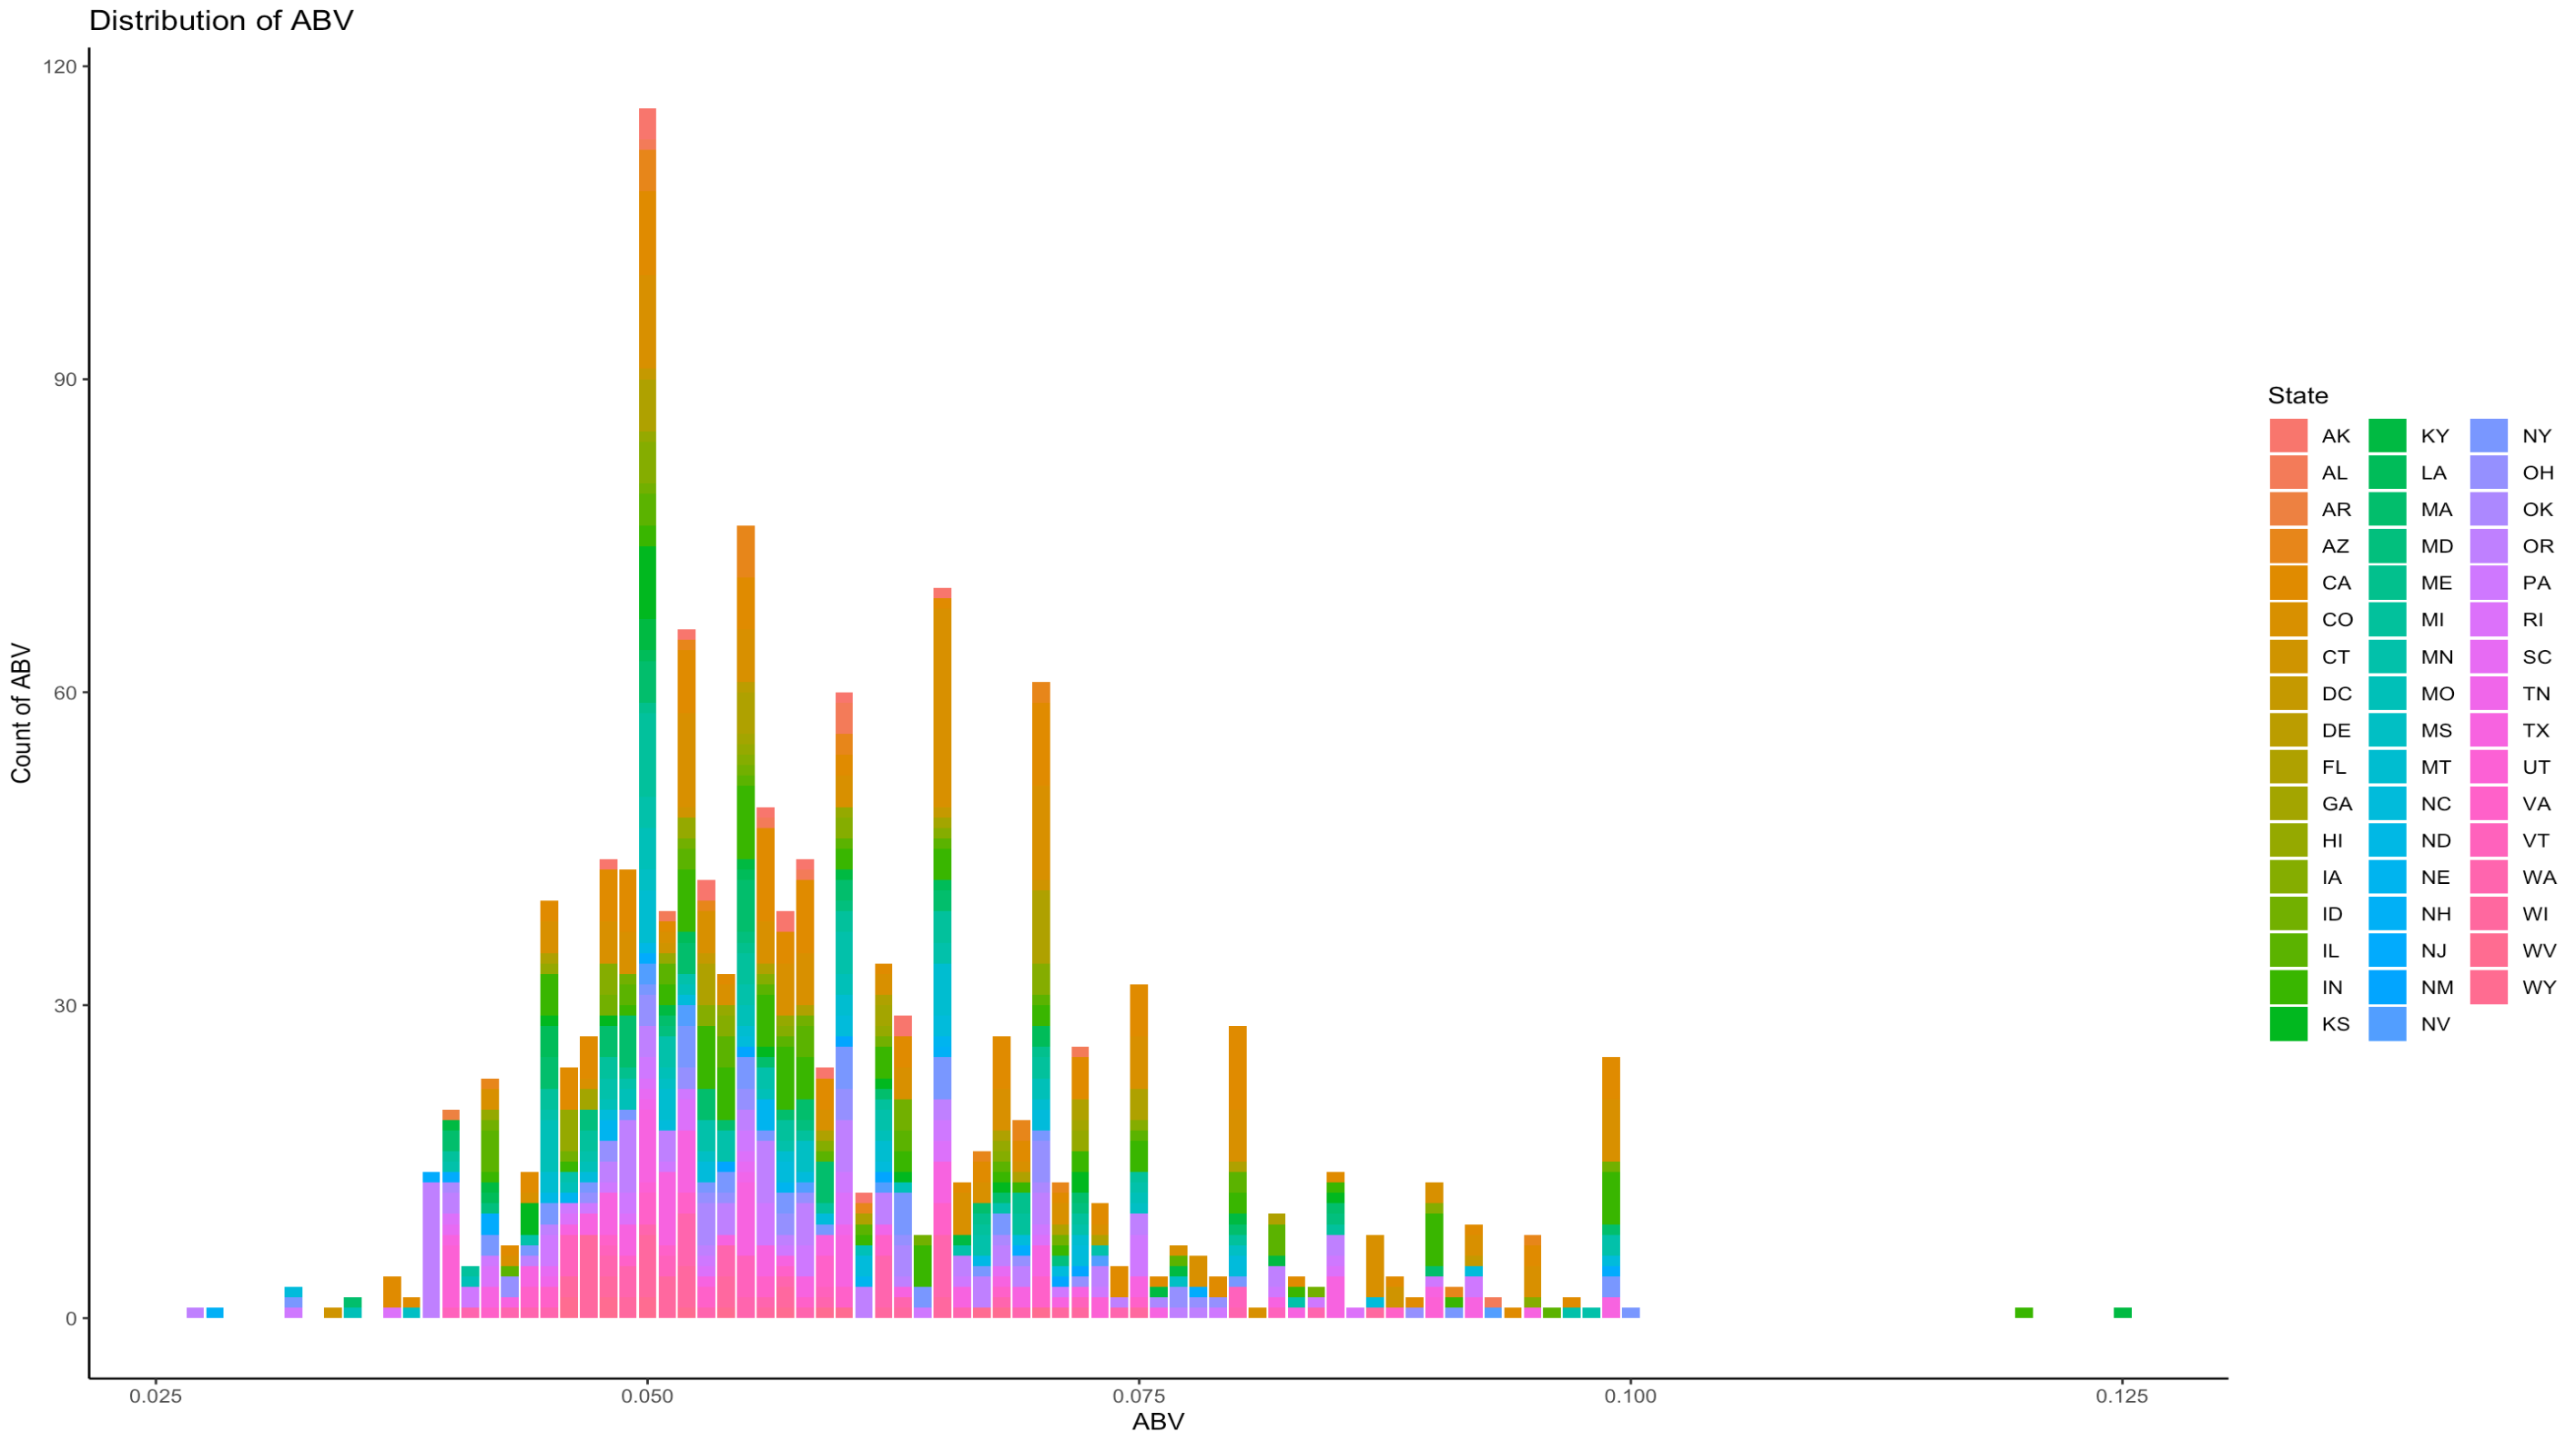 Distribution of ABV
120
90
60
30
0
Count of ABV
0.025 0.050 0.075 0.100 0.125
ABV
State
AK KY NY
AL LA OH
AR MA OK
AZ MD OR
CA ME PA
CO MI RI
CT MN SC
DC MO TN
DE MS TX
FL MT UT
GA NC VA
HI ND VT
IA NE WA
ID NH WI
IL NJ WV
IN NM WY
KS NV